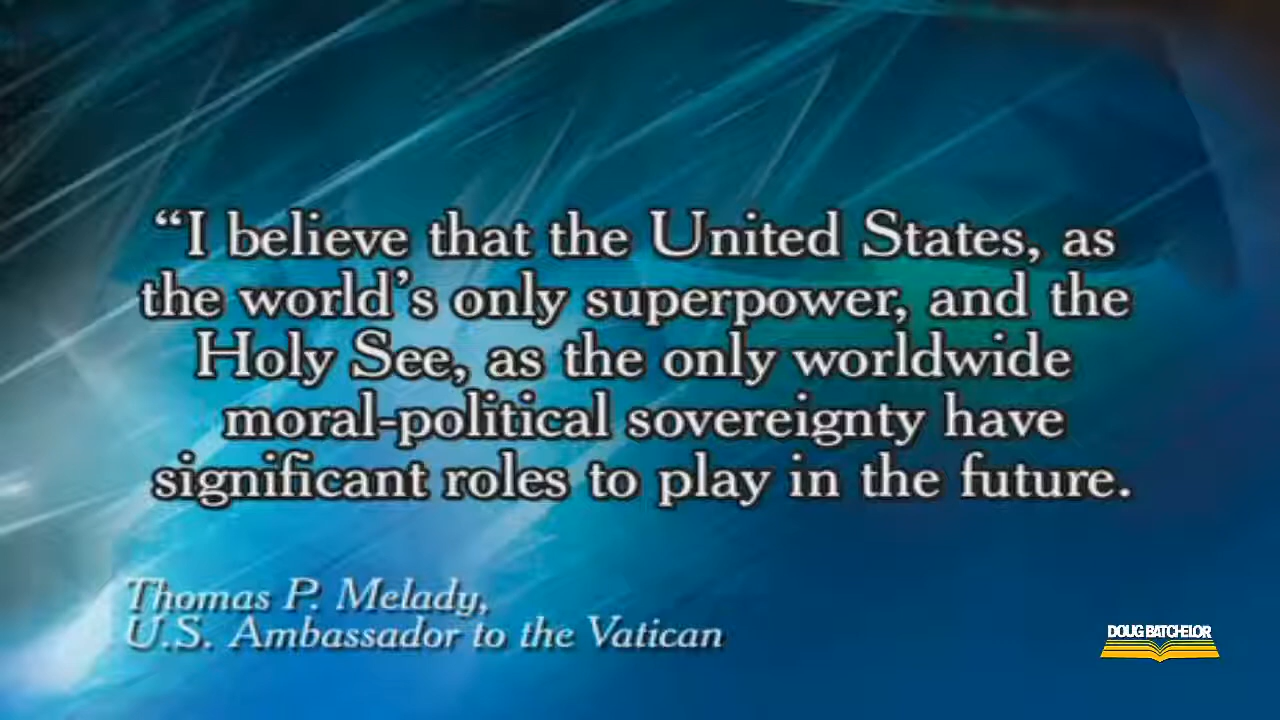 “I believe that the United States, as
the world’s only superpower, and the
Holy See, as the only worldwide
moral-political sovereignty have
significant roles to play in the future.
Thomas P. Melady,
U.S. Ambassador to the Vatican
DOUG BATCHELOR